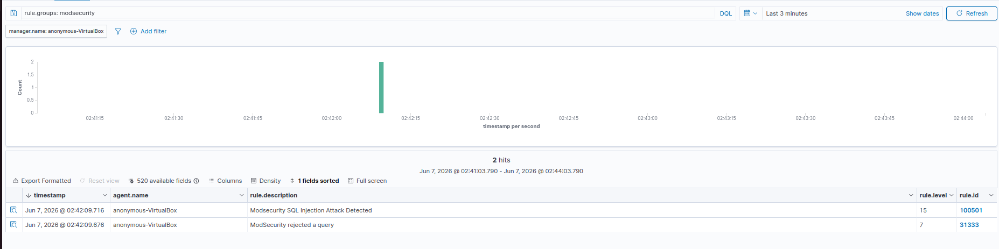 rule.groups: modsecurity DQL Last 3 minutes Show dates Refresh
manager.name: anonymous-VirtualBox Add filter
2
1.5
1
0.5
0
Count
02:41:15 02:41:30 02:41:45 02:42:00 02:42:15 02:42:30 02:42:45 02:43:00 02:43:15 02:43:30 02:43:45 02:44:00
timestamp per second
2 hits
Jun 7, 2026 @ 02:41:03.790 - Jun 7, 2026 @ 02:44:03.790
Export Formatted Reset view 520 available fields Columns Density 1 fields sorted Full screen
timestamp agent.name rule.description rule.level rule.id
Jun 7, 2026 @ 02:42:09.716 anonymous-VirtualBox Modsecurity SQL Injection Attack Detected 15 100501
Jun 7, 2026 @ 02:42:09.676 anonymous-VirtualBox ModSecurity rejected a query 7 31333